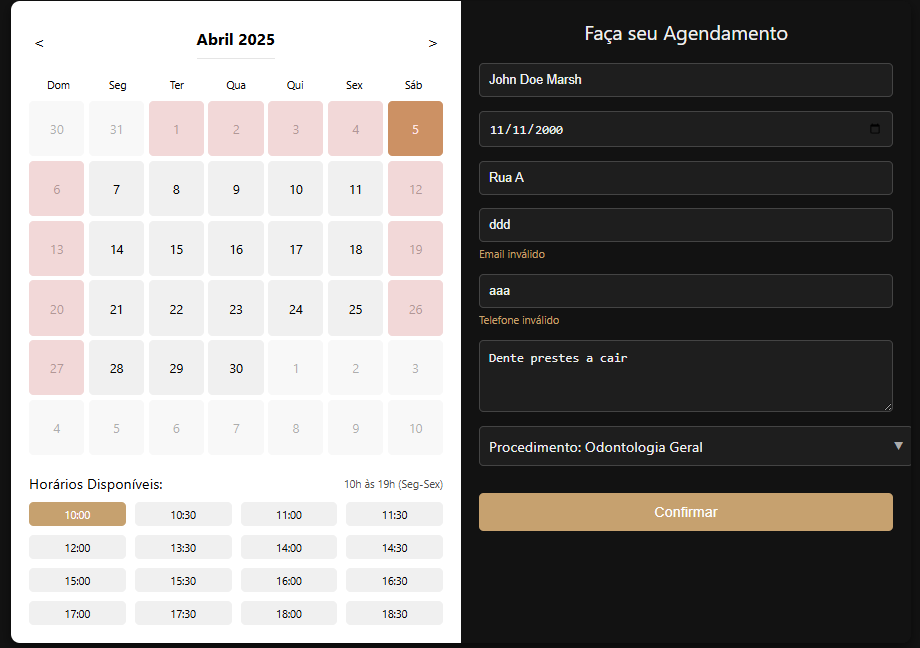 < Abril 2025 >
Dom Seg Ter Qua Qui Sex Sáb
30 31 1 2 3 4 5
6 7 8 9 10 11 12
13 14 15 16 17 18 19
20 21 22 23 24 25 26
27 28 29 30 1 2 3
4 5 6 7 8 9 10
Horários Disponíveis: 10h às 19h (Seg-Sex)
10:00 10:30 11:00 11:30
12:00 13:30 14:00 14:30
15:00 15:30 16:00 16:30
17:00 17:30 18:00 18:30
Faça seu Agendamento
John Doe Marsh
11/11/2000
Rua A
ddd
Email inválido
aaa
Telefone inválido
Dente prestes a cair
Procedimento: Odontologia Geral
Confirmar